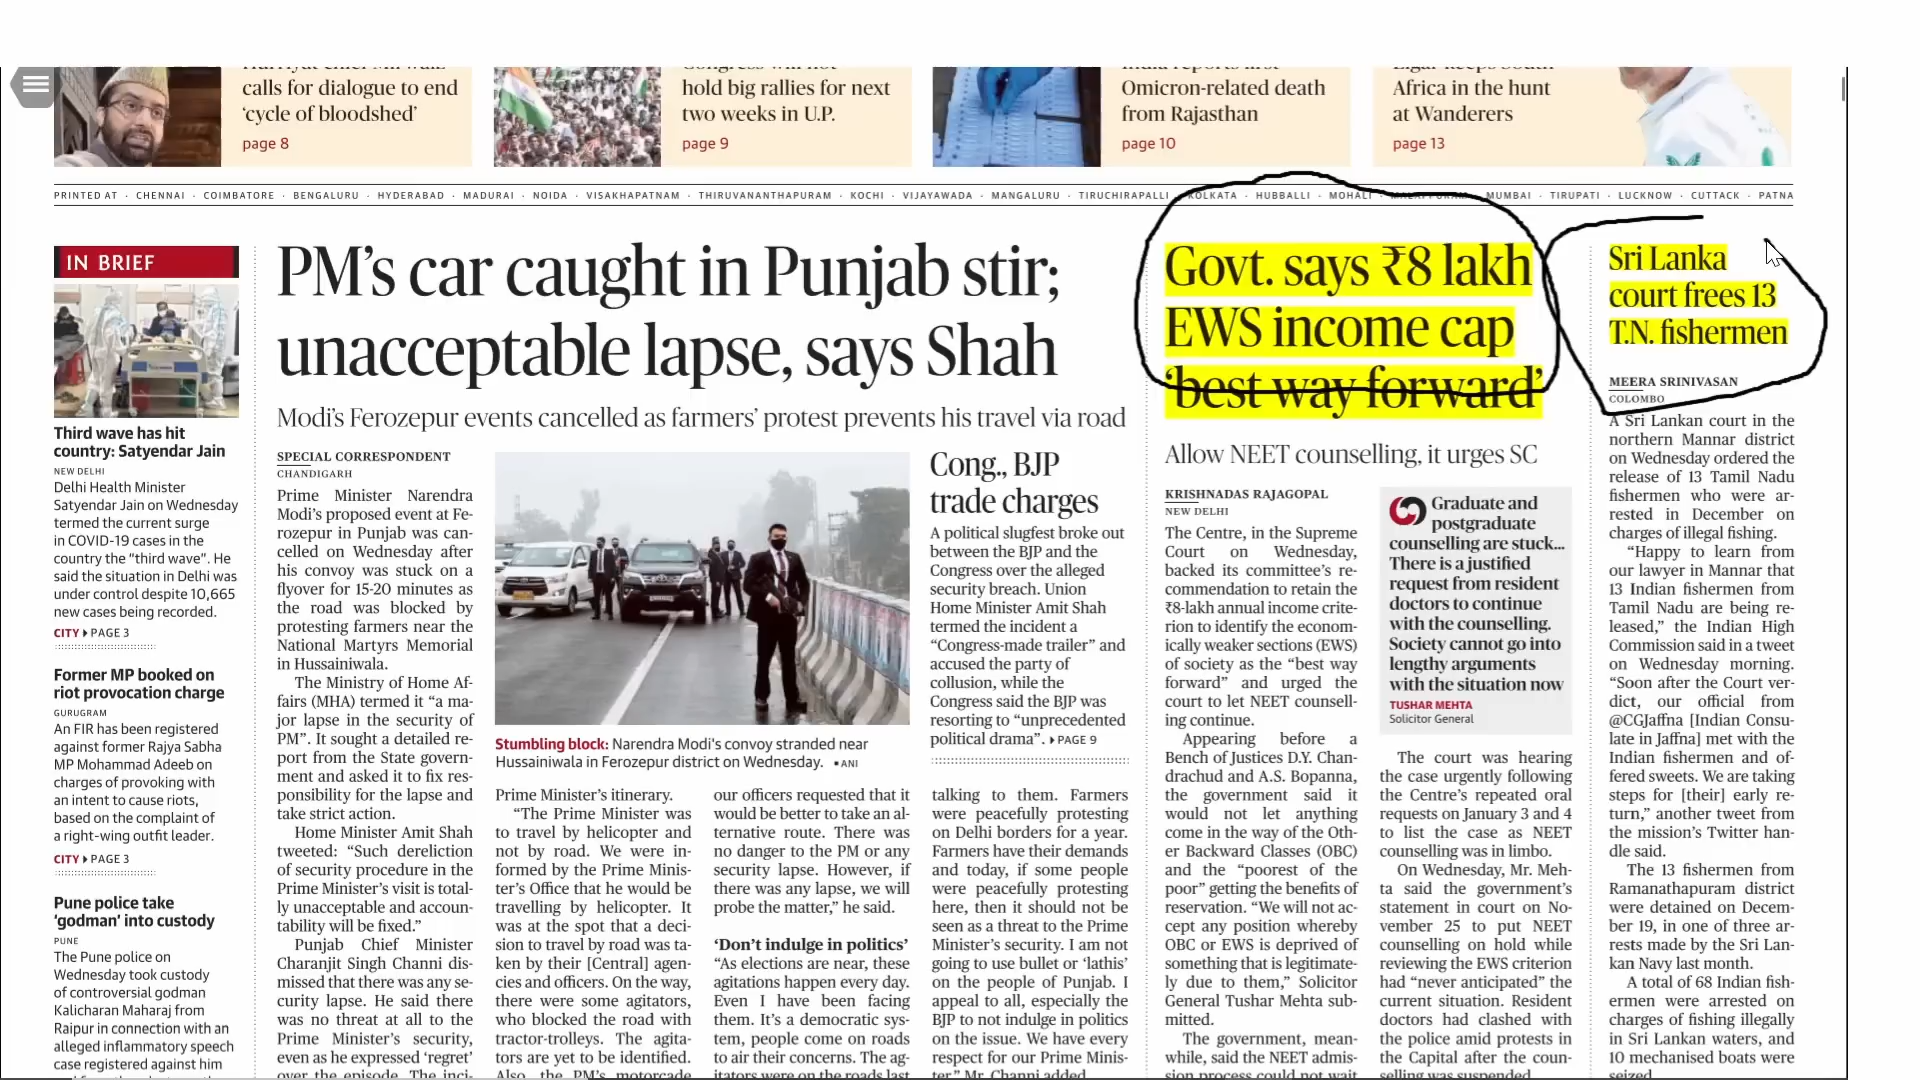 calls for dialogue to end
‘cycle of bloodshed’
page 8
hold big rallies for next
two weeks in U.P.
page 9
Omicron-related death
from Rajasthan
page 10
Africa in the hunt
at Wanderers
page 13
PRINTED AT · CHENNAI · COIMBATORE · BENGALURU · HYDERABAD · MADURAI · NOIDA · VISAKHAPATNAM · THIRUVANANTHAPURAM · KOCHI · VIJAYAWADA · MANGALURU · TIRUCHIRAPALLI · KOLKATA · HUBBALLI · MOHALI · MALAPPURAM · MUMBAI · TIRUPATI · LUCKNOW · CUTTACK · PATNA
IN BRIEF
Third wave has hit
country: Satyendar Jain
NEW DELHI
Delhi Health Minister
Satyendar Jain on Wednesday
termed the current surge
in COVID-19 cases in the
country the “third wave”. He
said the situation in Delhi was
under control despite 10,665
new cases being recorded.
CITY PAGE 3
Former MP booked on
riot provocation charge
GURUGRAM
An FIR has been registered
against former Rajya Sabha
MP Mohammad Adeeb on
charges of provoking with
an intent to cause riots,
based on the complaint of
a right-wing outfit leader.
CITY PAGE 3
Pune police take
‘godman’ into custody
PUNE
The Pune police on
Wednesday took custody
of controversial godman
Kalicharan Maharaj from
Raipur in connection with an
alleged inflammatory speech
case registered against him
PM’s car caught in Punjab stir;
unacceptable lapse, says Shah
Modi’s Ferozepur events cancelled as farmers’ protest prevents his travel via road
SPECIAL CORRESPONDENT
CHANDIGARH
Prime Minister Narendra
Modi’s proposed event at Fe-
rozepur in Punjab was can-
celled on Wednesday after
his convoy was stuck on a
flyover for 15-20 minutes as
the road was blocked by
protesting farmers near the
National Martyrs Memorial
in Hussainiwala.
The Ministry of Home Af-
fairs (MHA) termed it “a ma-
jor lapse in the security of
PM”. It sought a detailed re-
port from the State govern-
ment and asked it to fix res-
ponsibility for the lapse and
take strict action.
Home Minister Amit Shah
tweeted: “Such dereliction
of security procedure in the
Prime Minister’s visit is total-
ly unacceptable and accoun-
tability will be fixed.”
Punjab Chief Minister
Charanjit Singh Channi dis-
missed that there was any se-
curity lapse. He said there
was no threat at all to the
Prime Minister’s security,
even as he expressed ‘regret’
over the episode. The inci-
Stumbling block: Narendra Modi's convoy stranded near
Hussainiwala in Ferozepur district on Wednesday. ANI
Prime Minister’s itinerary.
“The Prime Minister was
to travel by helicopter and
not by road. We were in-
formed by the Prime Minis-
ter’s Office that he would be
travelling by helicopter. It
was at the spot that a deci-
sion to travel by road was ta-
ken by their [Central] agen-
cies and officers. On the way,
there were some agitators,
who blocked the road with
tractor-trolleys. The agita-
tors are yet to be identified.
Also, the PM’s motorcade
our officers requested that it
would be better to take an al-
ternative route. There was
no danger to the PM or any
security lapse. However, if
there was any lapse, we will
probe the matter,” he said.
‘Don’t indulge in politics’
“As elections are near, these
agitations happen every day.
Even I have been facing
them. It’s a democratic sys-
tem, people come on roads
to air their concerns. The ag-
itators were on the roads last
Cong., BJP
trade charges
A political slugfest broke out
between the BJP and the
Congress over the alleged
security breach. Union
Home Minister Amit Shah
termed the incident a
“Congress-made trailer” and
accused the party of
collusion, while the
Congress said the BJP was
resorting to “unprecedented
political drama”. PAGE 9
talking to them. Farmers
were peacefully protesting
on Delhi borders for a year.
Farmers have their demands
and today, if some people
were peacefully protesting
here, then it should not be
seen as a threat to the Prime
Minister’s security. I am not
going to use bullet or ‘lathis’
on the people of Punjab. I
appeal to all, especially the
BJP to not indulge in politics
on the issue. We have every
respect for our Prime Minis-
ter,” Mr. Channi added.
Govt. says ₹8 lakh
EWS income cap
‘best way forward’
Allow NEET counselling, it urges SC
KRISHNADAS RAJAGOPAL
NEW DELHI
The Centre, in the Supreme
Court on Wednesday,
backed its committee’s re-
commendation to retain the
₹8-lakh annual income crite-
rion to identify the econom-
ically weaker sections (EWS)
of society as the “best way
forward” and urged the
court to let NEET counsell-
ing continue.
Appearing before a
Bench of Justices D.Y. Chan-
drachud and A.S. Bopanna,
the government said it
would not let anything
come in the way of the Oth-
er Backward Classes (OBC)
and the “poorest of the
poor” getting the benefits of
reservation. “We will not ac-
cept any position whereby
OBC or EWS is deprived of
something that is legitimate-
ly due to them,” Solicitor
General Tushar Mehta sub-
mitted.
The government, mean-
while, said the NEET admis-
sion process could not wait
Graduate and
postgraduate
counselling are stuck...
There is a justified
request from resident
doctors to continue
with the counselling.
Society cannot go into
lengthy arguments
with the situation now
TUSHAR MEHTA
Solicitor General
The court was hearing
the case urgently following
the Centre’s repeated oral
requests on January 3 and 4
to list the case as NEET
counselling was in limbo.
On Wednesday, Mr. Meh-
ta said the government’s
statement in court on No-
vember 25 to put NEET
counselling on hold while
reviewing the EWS criterion
had “never anticipated” the
current situation. Resident
doctors had clashed with
the police amid protests in
the Capital after the coun-
selling was suspended.
Sri Lanka
court frees 13
T.N. fishermen
MEERA SRINIVASAN
COLOMBO
A Sri Lankan court in the
northern Mannar district
on Wednesday ordered the
release of 13 Tamil Nadu
fishermen who were ar-
rested in December on
charges of illegal fishing.
“Happy to learn from
our lawyer in Mannar that
13 Indian fishermen from
Tamil Nadu are being re-
leased,” the Indian High
Commission said in a tweet
on Wednesday morning.
“Soon after the Court ver-
dict, our official from
@CGJaffna [Indian Consu-
late in Jaffna] met with the
Indian fishermen and of-
fered sweets. We are taking
steps for [their] early re-
turn,” another tweet from
the mission’s Twitter han-
dle said.
The 13 fishermen from
Ramanathapuram district
were detained on Decem-
ber 19, in one of three ar-
rests made by the Sri Lan-
kan Navy last month.
A total of 68 Indian fish-
ermen were arrested on
charges of fishing illegally
in Sri Lankan waters, and
10 mechanised boats were
seized.